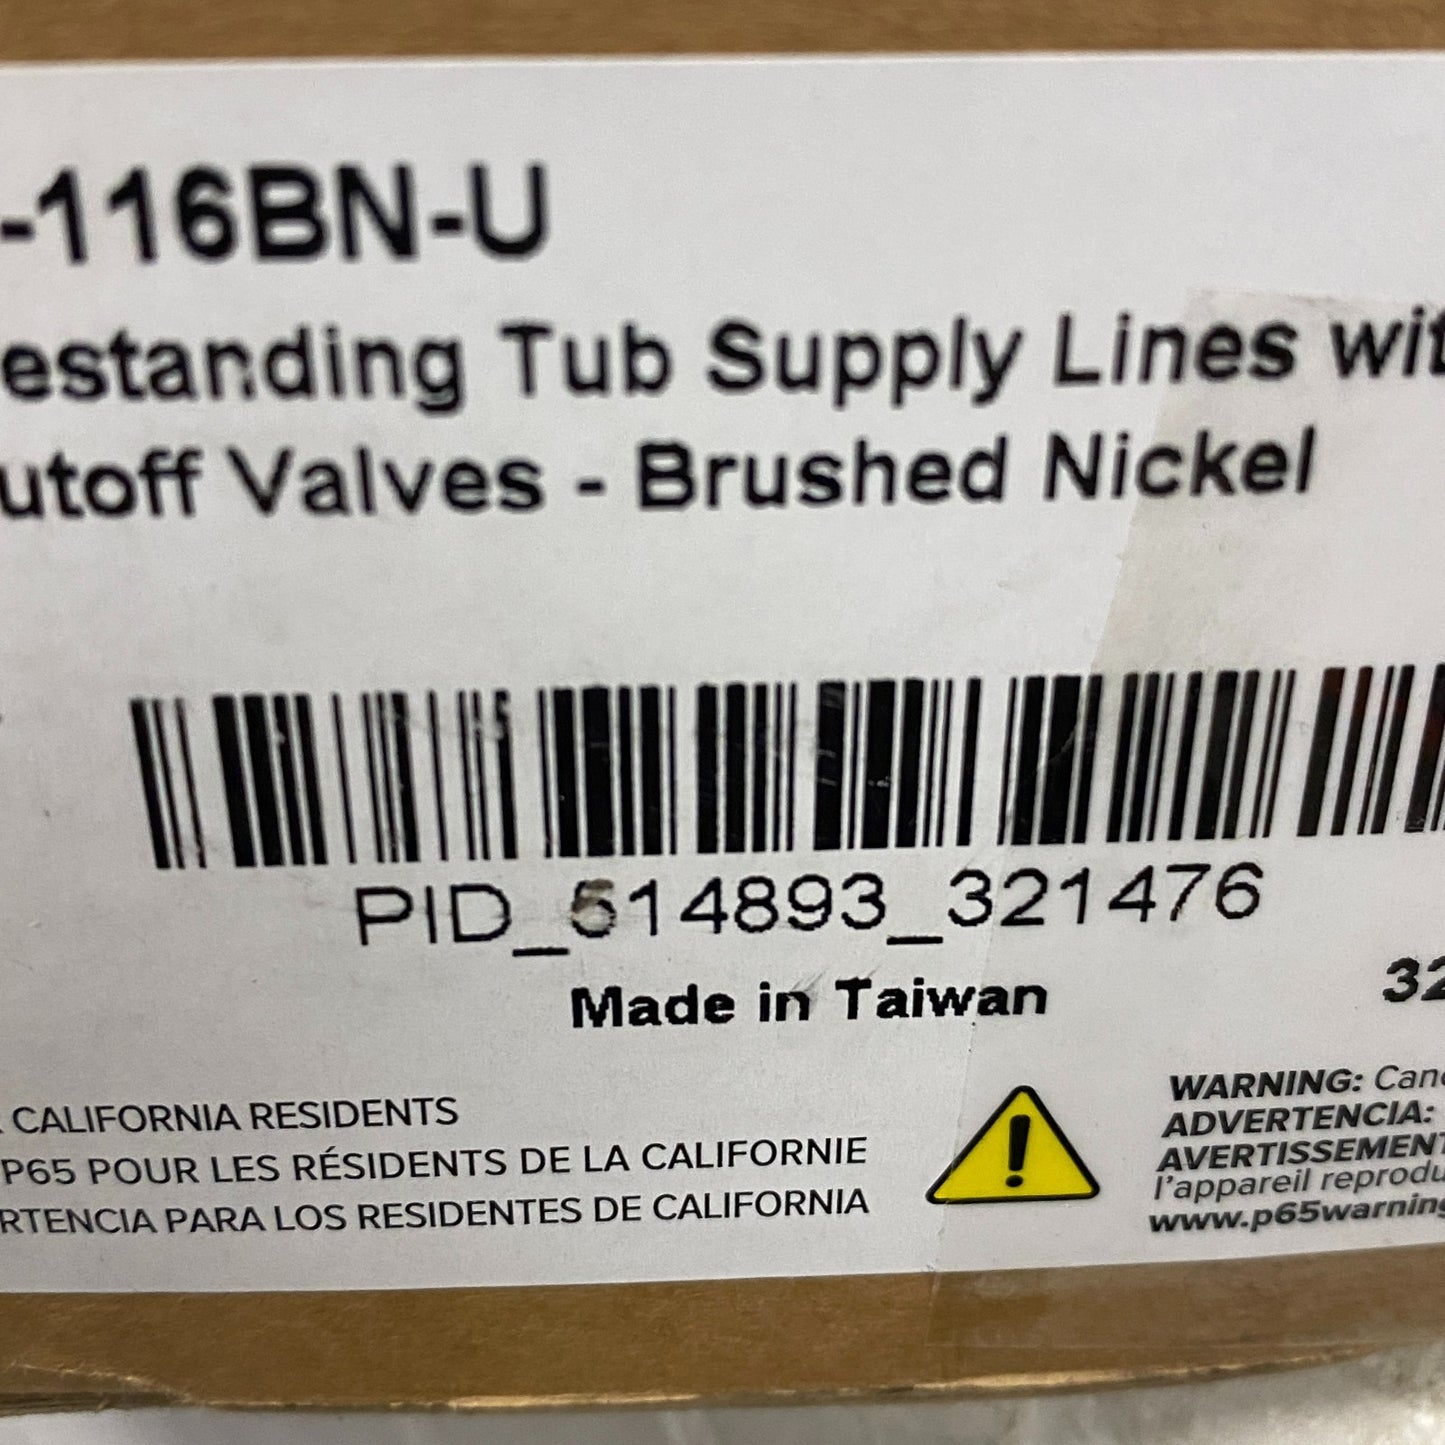 -116BN-U
estanding Tub Supply Lines wit
utoff Valves - Brushed Nickel
PID_514893_321476
Made in Taiwan
32
CALIFORNIA RESIDENTS
P65 POUR LES RÉSIDENTS DE LA CALIFORNIE
RTENCIA PARA LOS RESIDENTES DE CALIFORNIA
WARNING: Canc
ADVERTENCIA:
AVERTISSEMENT
l'appareil reprodu
www.p65warning